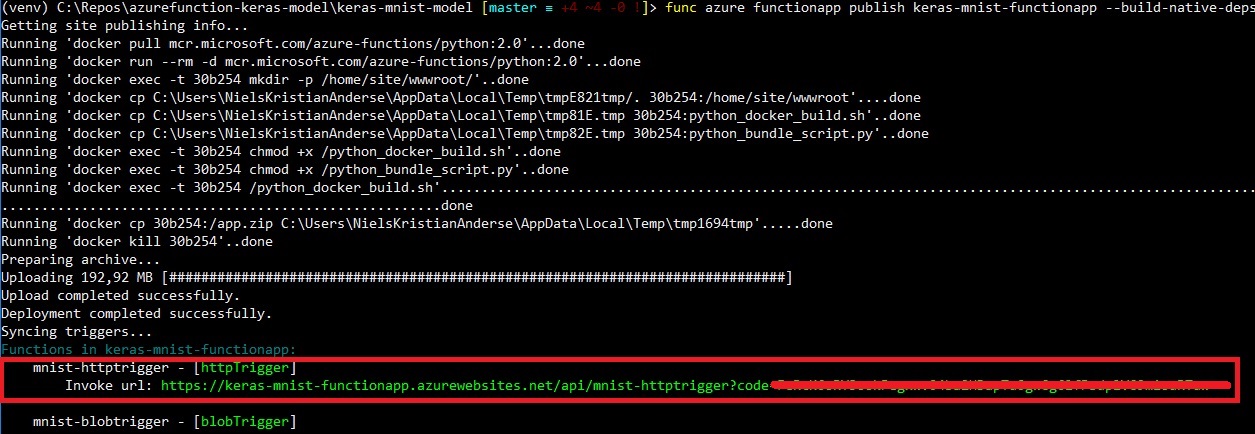 (venv) C:\Repos\azurefunction-keras-model\keras-mnist-model [master ≡ +4 ~4 -0 !]> func azure functionapp publish keras-mnist-functionapp --build-native-deps
Getting site publishing info...
Running 'docker pull mcr.microsoft.com/azure-functions/python:2.0'...done
Running 'docker run --rm -d mcr.microsoft.com/azure-functions/python:2.0'...done
Running 'docker exec -t 30b254 mkdir -p /home/site/wwwroot/'..done
Running 'docker cp C:\Users\NielsKristianAnderse\AppData\Local\Temp\tmpE821tmp/. 30b254:/home/site/wwwroot'....done
Running 'docker cp C:\Users\NielsKristianAnderse\AppData\Local\Temp\tmp81E.tmp 30b254:python_docker_build.sh'..done
Running 'docker cp C:\Users\NielsKristianAnderse\AppData\Local\Temp\tmp82E.tmp 30b254:python_bundle_script.py'..done
Running 'docker exec -t 30b254 chmod +x /python_docker_build.sh'..done
Running 'docker exec -t 30b254 chmod +x /python_bundle_script.py'..done
Running 'docker exec -t 30b254 /python_docker_build.sh'.....................................................................................................
.......................................................done
Running 'docker cp 30b254:/app.zip C:\Users\NielsKristianAnderse\AppData\Local\Temp\tmp1694tmp'.....done
Running 'docker kill 30b254'..done
Preparing archive...
Uploading 192,92 MB [#############################################################################]
Upload completed successfully.
Deployment completed successfully.
Syncing triggers...
Functions in keras-mnist-functionapp:
mnist-httptrigger - [httpTrigger]
Invoke url: https://keras-mnist-functionapp.azurewebsites.net/api/mnist-httptrigger?code
mnist-blobtrigger - [blobTrigger]